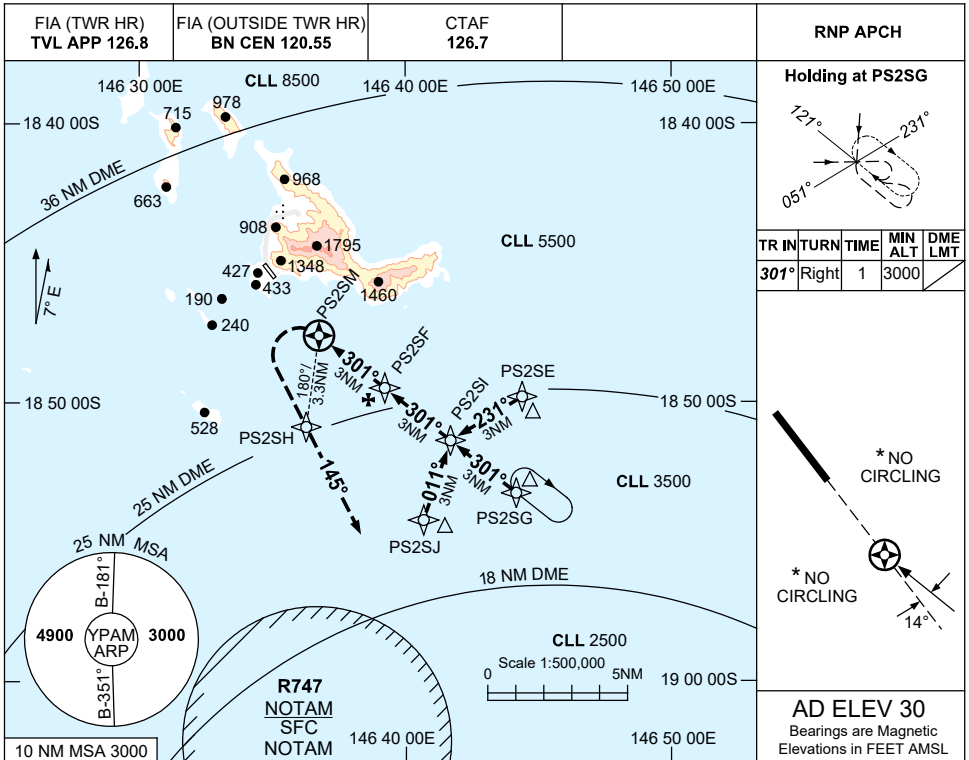 FIA (TWR HR)
TVL APP 126.8
FIA (OUTSIDE TWR HR)
BN CEN 120.55
CTAF
126.7
RNP APCH
146 30 00E
CLL 8500
146 40 00E
146 50 00E
18 40 00S
18 40 00S
715
978
36 NM DME
663
968
908
1795
CLL 5500
427
1348
433
1460
7° E
190
240
PS2SM
PS2SF
301°
3NM
180°/
3.3NM
PS2SI
PS2SE
18 50 00S
18 50 00S
301°
3NM
231°
3NM
528
PS2SH
145°
301°
3NM
CLL 3500
011°
3NM
PS2SG
PS2SJ
25 NM DME
25 NM MSA
B-181°
4900
YPAM
ARP
3000
B-351°
18 NM DME
CLL 2500
Scale 1:500,000
0
5NM
R747
NOTAM
SFC
NOTAM
19 00 00S
146 40 00E
146 50 00E
10 NM MSA 3000
Holding at PS2SG
121°
231°
051°
TR IN
TURN
TIME
MIN
ALT
DME
LMT
301°
Right
1
3000
* NO
CIRCLING
* NO
CIRCLING
14°
AD ELEV 30
Bearings are Magnetic
Elevations in FEET AMSL